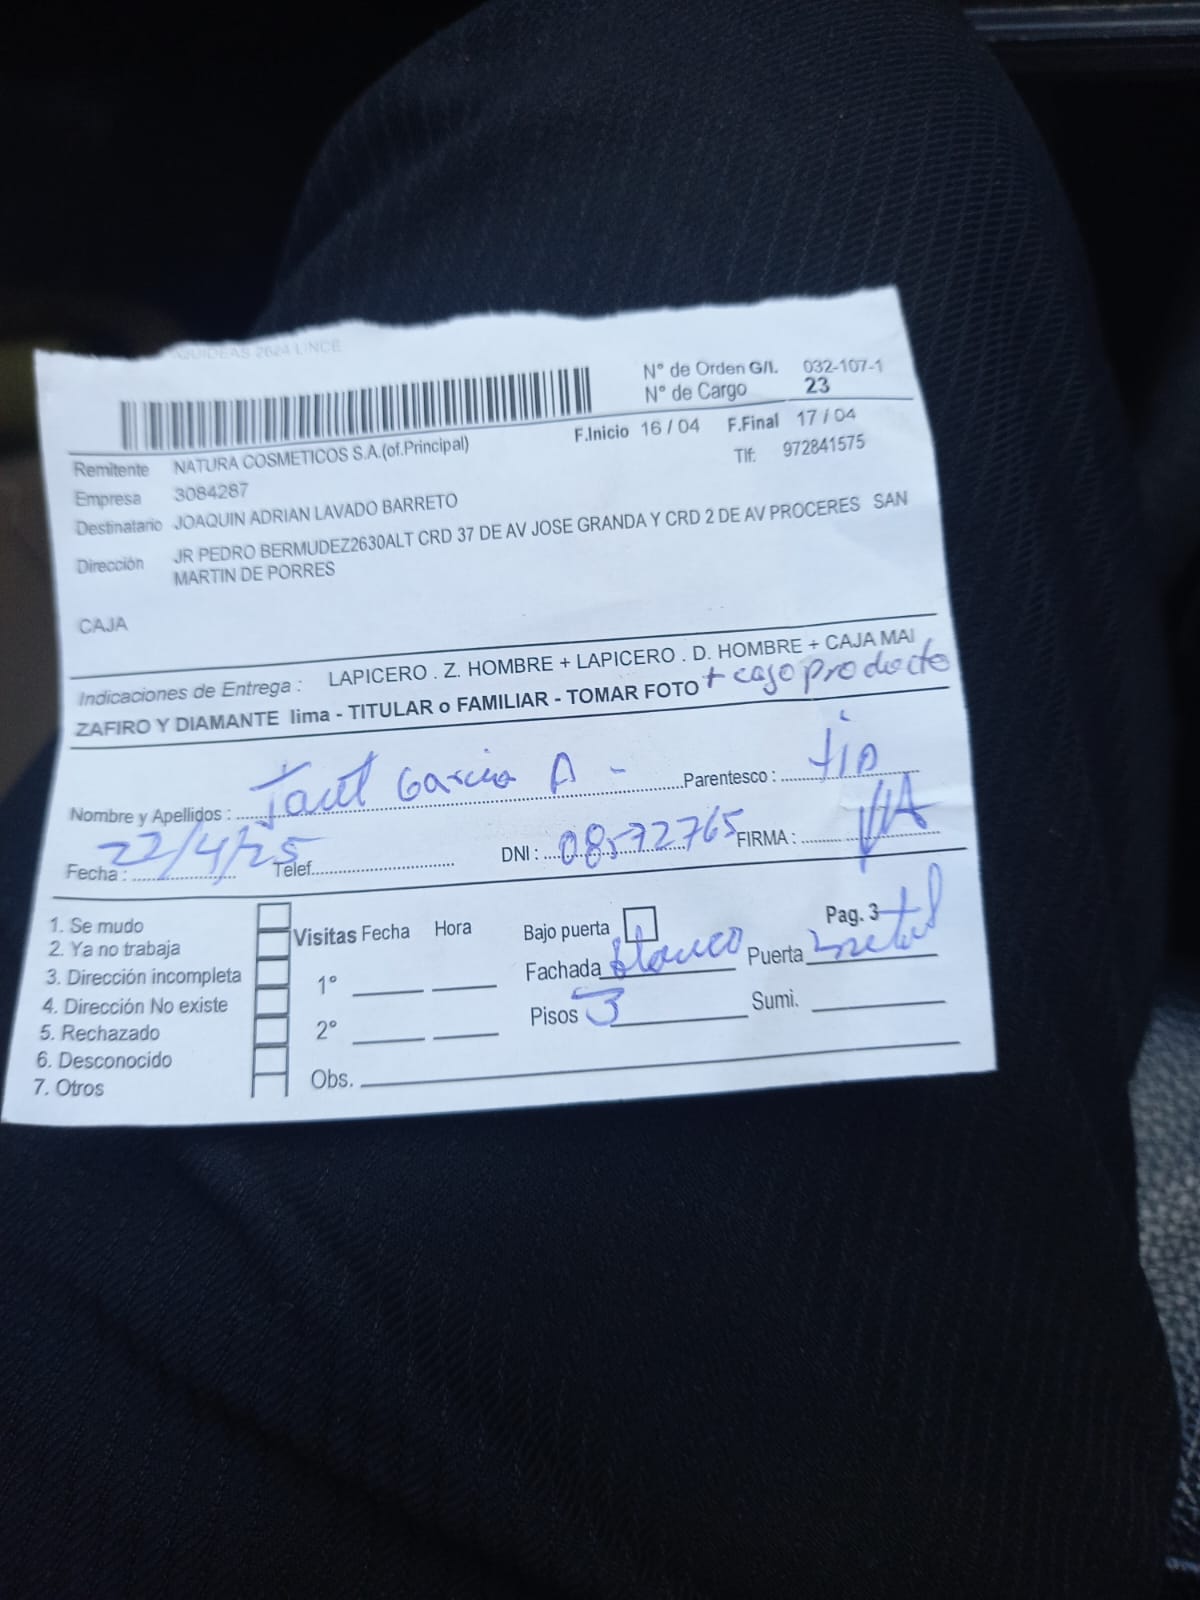 AQUIDEAS 2624 LINCE
N° de Orden G/I. 032-107-1
N° de Cargo 23
F.Inicio 16 / 04 F.Final 17 / 04
Remitente NATURA COSMETICOS S.A.(of.Principal) Tlf: 972841575
Empresa 3084287
Destinatario JOAQUIN ADRIAN LAVADO BARRETO
Dirección JR PEDRO BERMUDEZ2630ALT CRD 37 DE AV JOSE GRANDA Y CRD 2 DE AV PROCERES SAN
MARTIN DE PORRES
CAJA
Indicaciones de Entrega : LAPICERO . Z. HOMBRE + LAPICERO . D. HOMBRE + CAJA MAI
ZAFIRO Y DIAMANTE lima - TITULAR o FAMILIAR - TOMAR FOTO + caja producto
Nombre y Apellidos : Garcia A - Parentesco : tia
Fecha : 22/4/25 Telef. DNI : 08572765 FIRMA :
1. Se mudo Visitas Fecha Hora Bajo puerta Pag. 3
2. Ya no trabaja
3. Dirección incompleta 1° Fachada blanco Puerta metal
4. Dirección No existe
5. Rechazado 2° Pisos 3 Sumi.
6. Desconocido
7. Otros Obs.